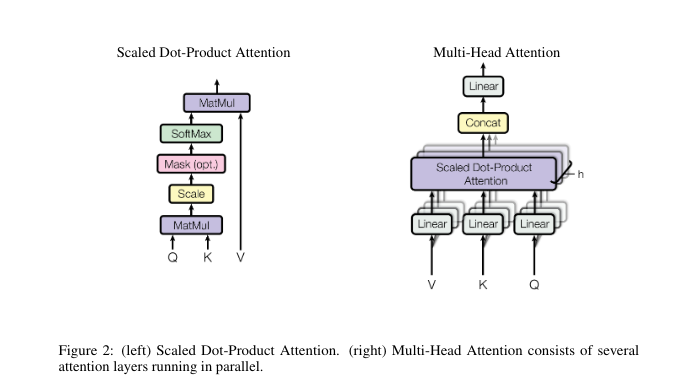 Scaled Dot-Product Attention
MatMul
SoftMax
Mask (opt.)
Scale
MatMul
Q K V
Multi-Head Attention
Linear
Concat
Scaled Dot-Product
Attention
h
Linear Linear Linear
V K Q
Figure 2: (left) Scaled Dot-Product Attention. (right) Multi-Head Attention consists of several
attention layers running in parallel.